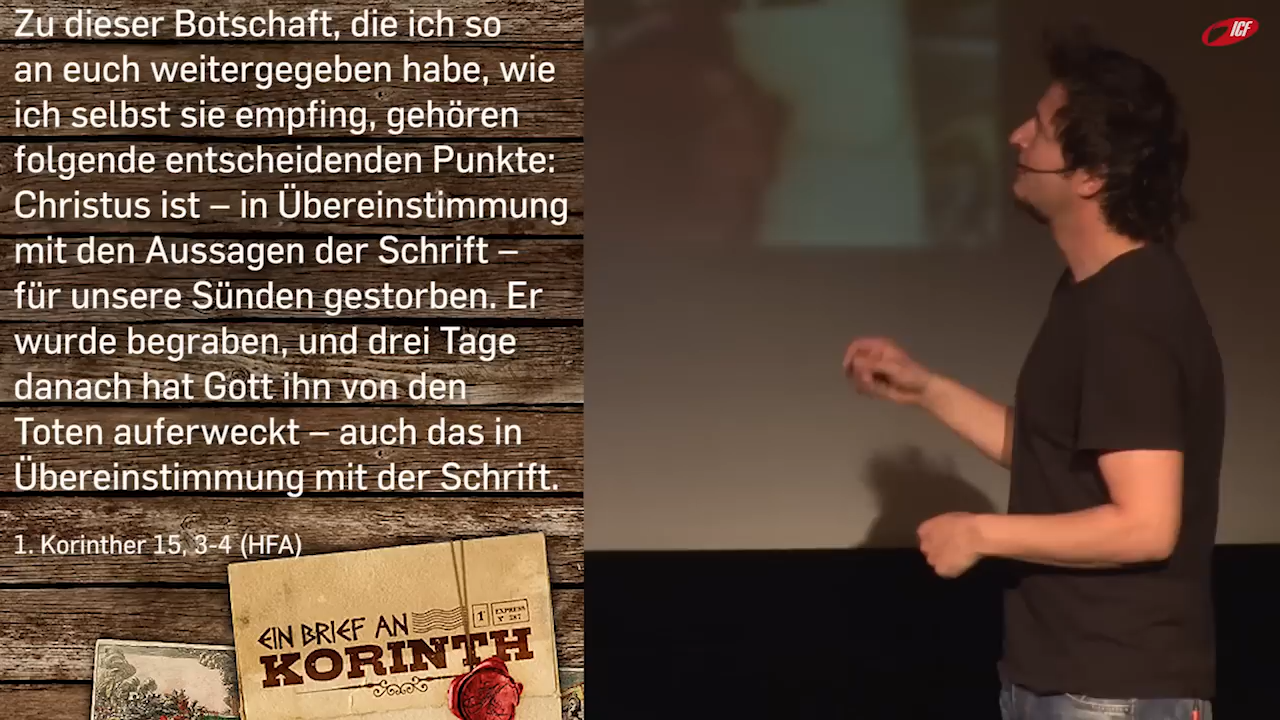 Zu dieser Botschaft, die ich so
an euch weitergegeben habe, wie
ich selbst sie empfing, gehören
folgende entscheidenden Punkte:
Christus ist – in Übereinstimmung
mit den Aussagen der Schrift –
für unsere Sünden gestorben. Er
wurde begraben, und drei Tage
danach hat Gott ihn von den
Toten auferweckt – auch das in
Übereinstimmung mit der Schrift.
1. Korinther 15, 3-4 (HFA)
EIN BRIEF AN
KORINTH
EXPRESS
ICF